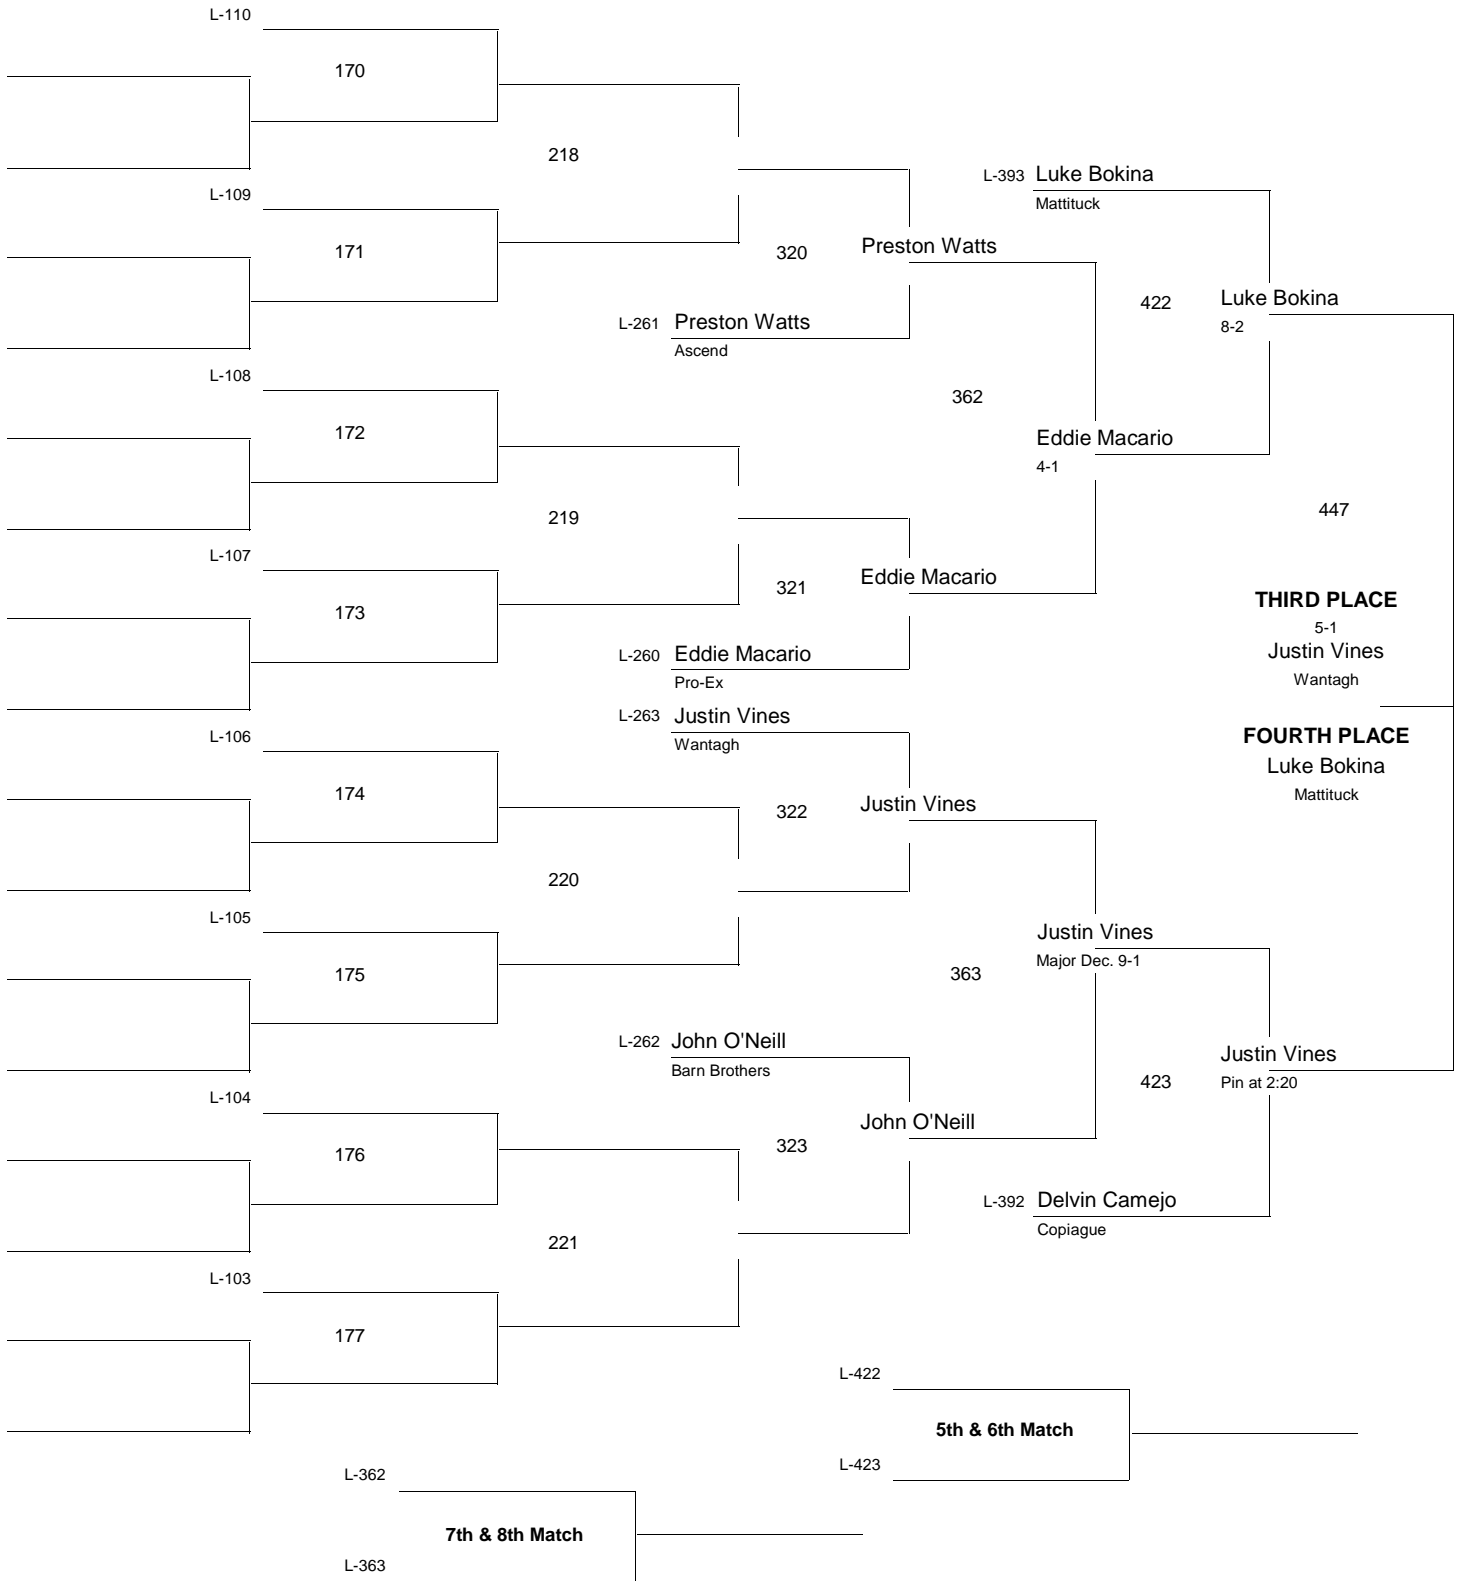 L-110
170
218
L-109
171
L-393 Luke Bokina
Mattituck
320
Preston Watts
L-261 Preston Watts
Ascend
422
Luke Bokina
8-2
L-108
172
362
Eddie Macario
4-1
219
447
L-107
173
321
Eddie Macario
L-260 Eddie Macario
Pro-Ex
THIRD PLACE
5-1
Justin Vines
Wantagh
L-263 Justin Vines
Wantagh
FOURTH PLACE
Luke Bokina
Mattituck
L-106
174
322
Justin Vines
220
L-105
175
Justin Vines
Major Dec. 9-1
363
L-262 John O'Neill
Barn Brothers
423
Justin Vines
Pin at 2:20
L-104
176
323
John O'Neill
L-392 Delvin Camejo
Copiague
221
L-103
177
L-422
5th & 6th Match
L-423
L-362
7th & 8th Match
L-363